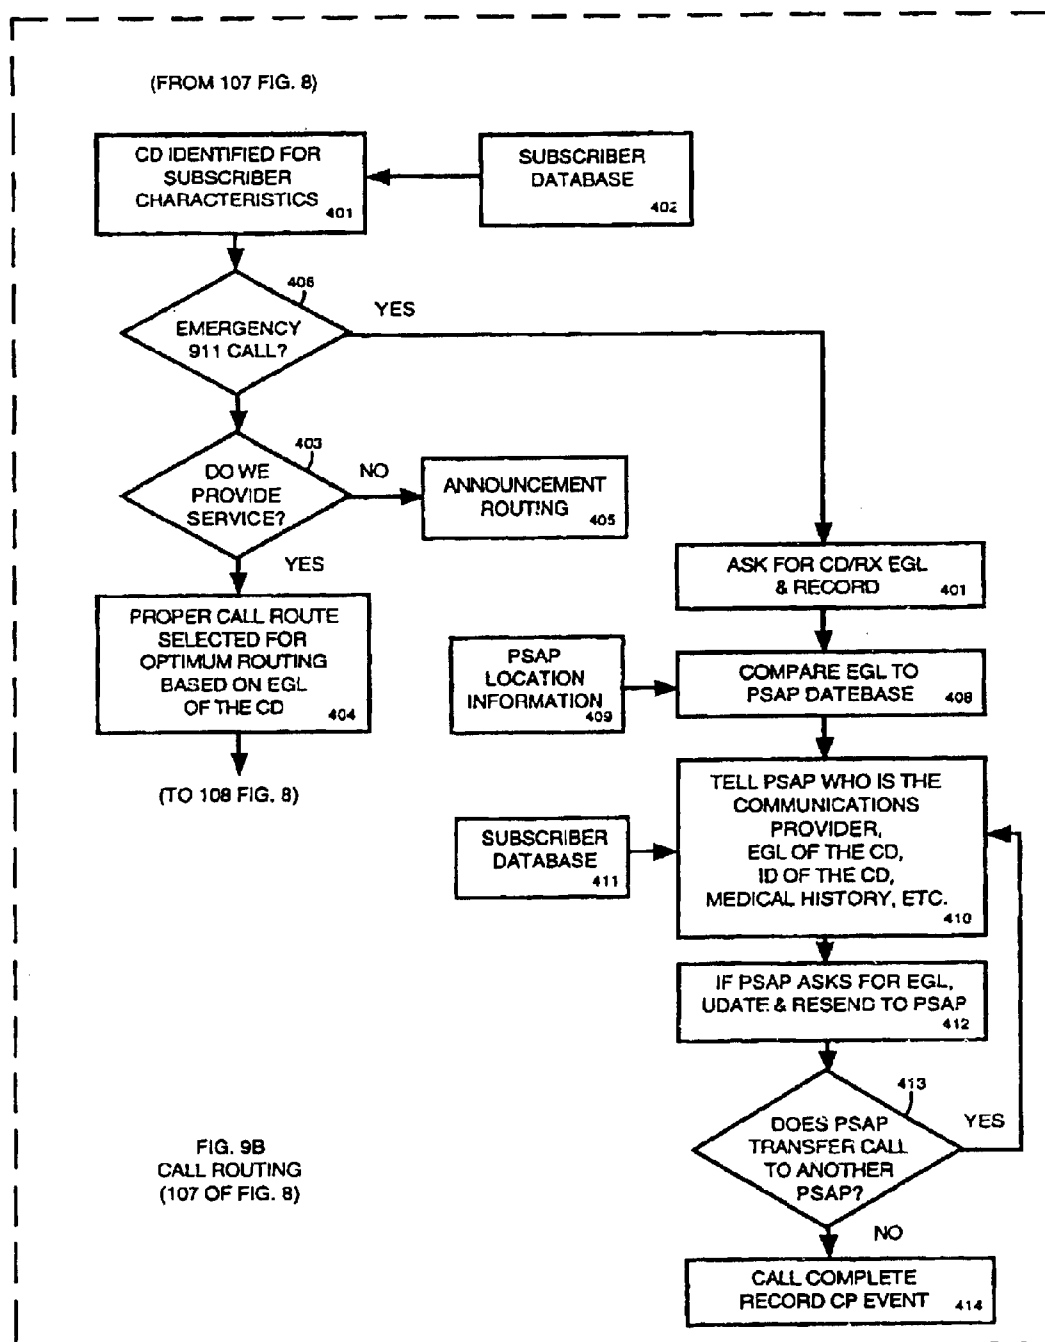 (FROM 107 FIG. 8)
CD IDENTIFIED FOR
SUBSCRIBER
CHARACTERISTICS
401
SUBSCRIBER
DATABASE
402
406
EMERGENCY
911 CALL?
YES
403
DO WE
PROVIDE
SERVICE?
NO
YES
ANNOUNCEMENT
ROUTING
405
PROPER CALL ROUTE
SELECTED FOR
OPTIMUM ROUTING
BASED ON EGL
OF THE CD
404
(TO 108 FIG. 8)
ASK FOR CD/RX EGL
& RECORD
401
PSAP
LOCATION
INFORMATION
409
COMPARE EGL TO
PSAP DATEBASE
408
SUBSCRIBER
DATABASE
411
TELL PSAP WHO IS THE
COMMUNICATIONS
PROVIDER,
EGL OF THE CD,
ID OF THE CD,
MEDICAL HISTORY, ETC.
410
IF PSAP ASKS FOR EGL,
UDATE & RESEND TO PSAP
412
413
DOES PSAP
TRANSFER CALL
TO ANOTHER
PSAP?
YES
NO
CALL COMPLETE
RECORD CP EVENT
414
FIG. 9B
CALL ROUTING
(107 OF FIG. 8)